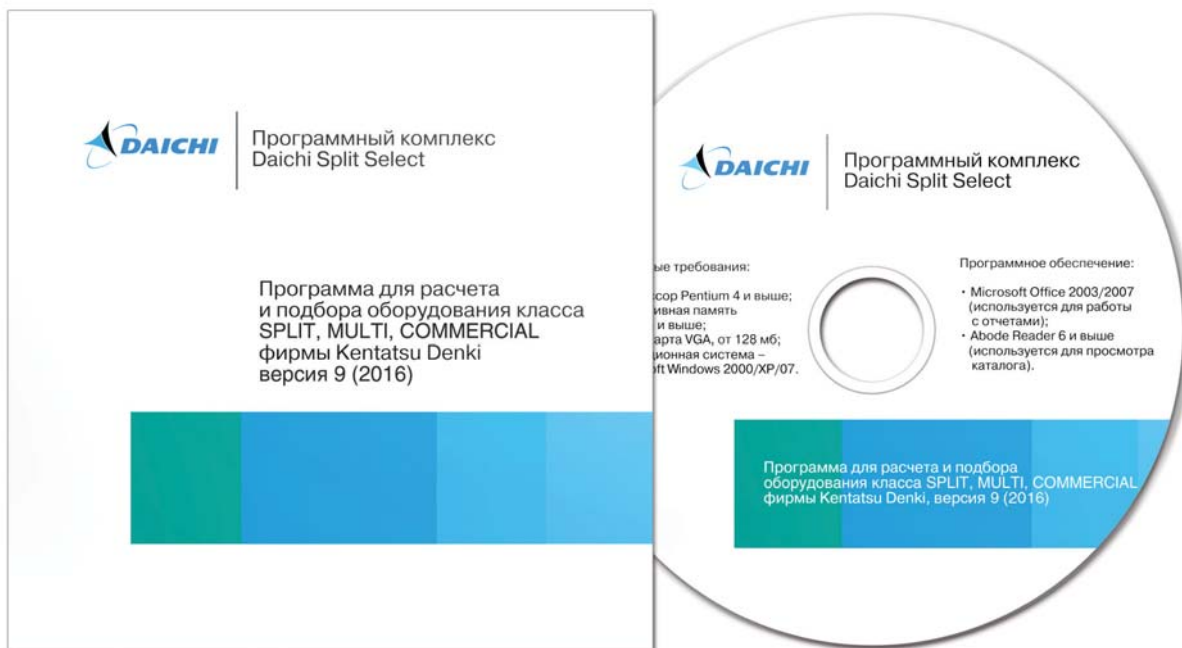 DAICHI
Программный комплекс
Daichi Split Select
Программа для расчета
и подбора оборудования класса
SPLIT, MULTI, COMMERCIAL
фирмы Kentatsu Denki
версия 9 (2016)
DAICHI
Программный комплекс
Daichi Split Select
ые требования:
ссор Pentium 4 и выше;
ивная память
и выше;
арта VGA, от 128 мб;
ционная система –
ft Windows 2000/XP/07.
Программное обеспечение:
• Microsoft Office 2003/2007
(используется для работы
с отчетами);
• Abode Reader 6 и выше
(используется для просмотра
каталога).
Программа для расчета и подбора
оборудования класса SPLIT, MULTI, COMMERCIAL
фирмы Kentatsu Denki, версия 9 (2016)